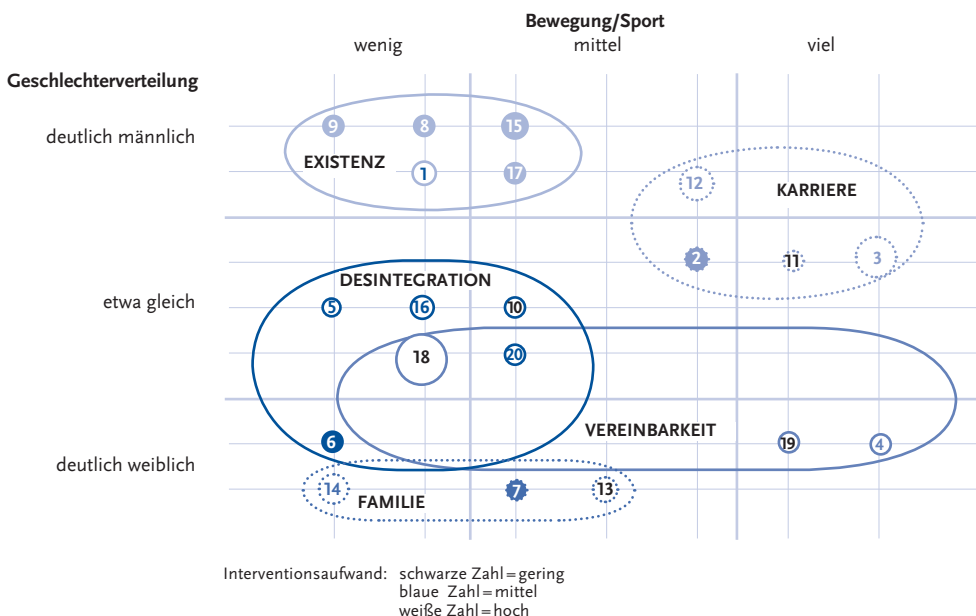 Bewegung/Sport
wenig mittel viel
Geschlechterverteilung
deutlich männlich
9 8 15
EXISTENZ
1 17
12 KARRIERE
2 11 3
DESINTEGRATION
etwa gleich
5 16 10
18 20
6 VEREINBARKEIT 19 4
deutlich weiblich
14 FAMILIE 7 13
Interventionsaufwand: schwarze Zahl = gering
blaue Zahl = mittel
weiße Zahl = hoch